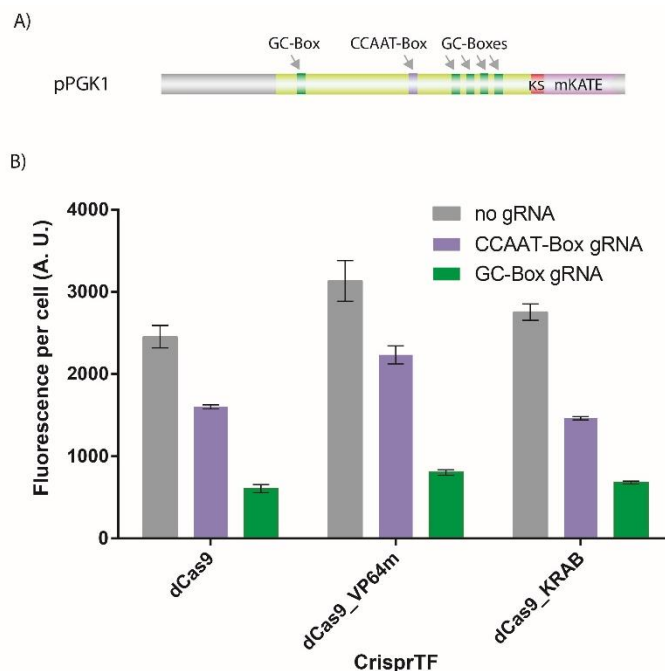 A)
GC-Box CCAAT-Box GC-Boxes
pPGK1 KS mKATE
B)
4000
3000
2000
1000
0
Fluorescence per cell (A. U.)
no gRNA
CCAAT-Box gRNA
GC-Box gRNA
dCas9
dCas9_VP64m
dCas9_KRAB
CrisprTF